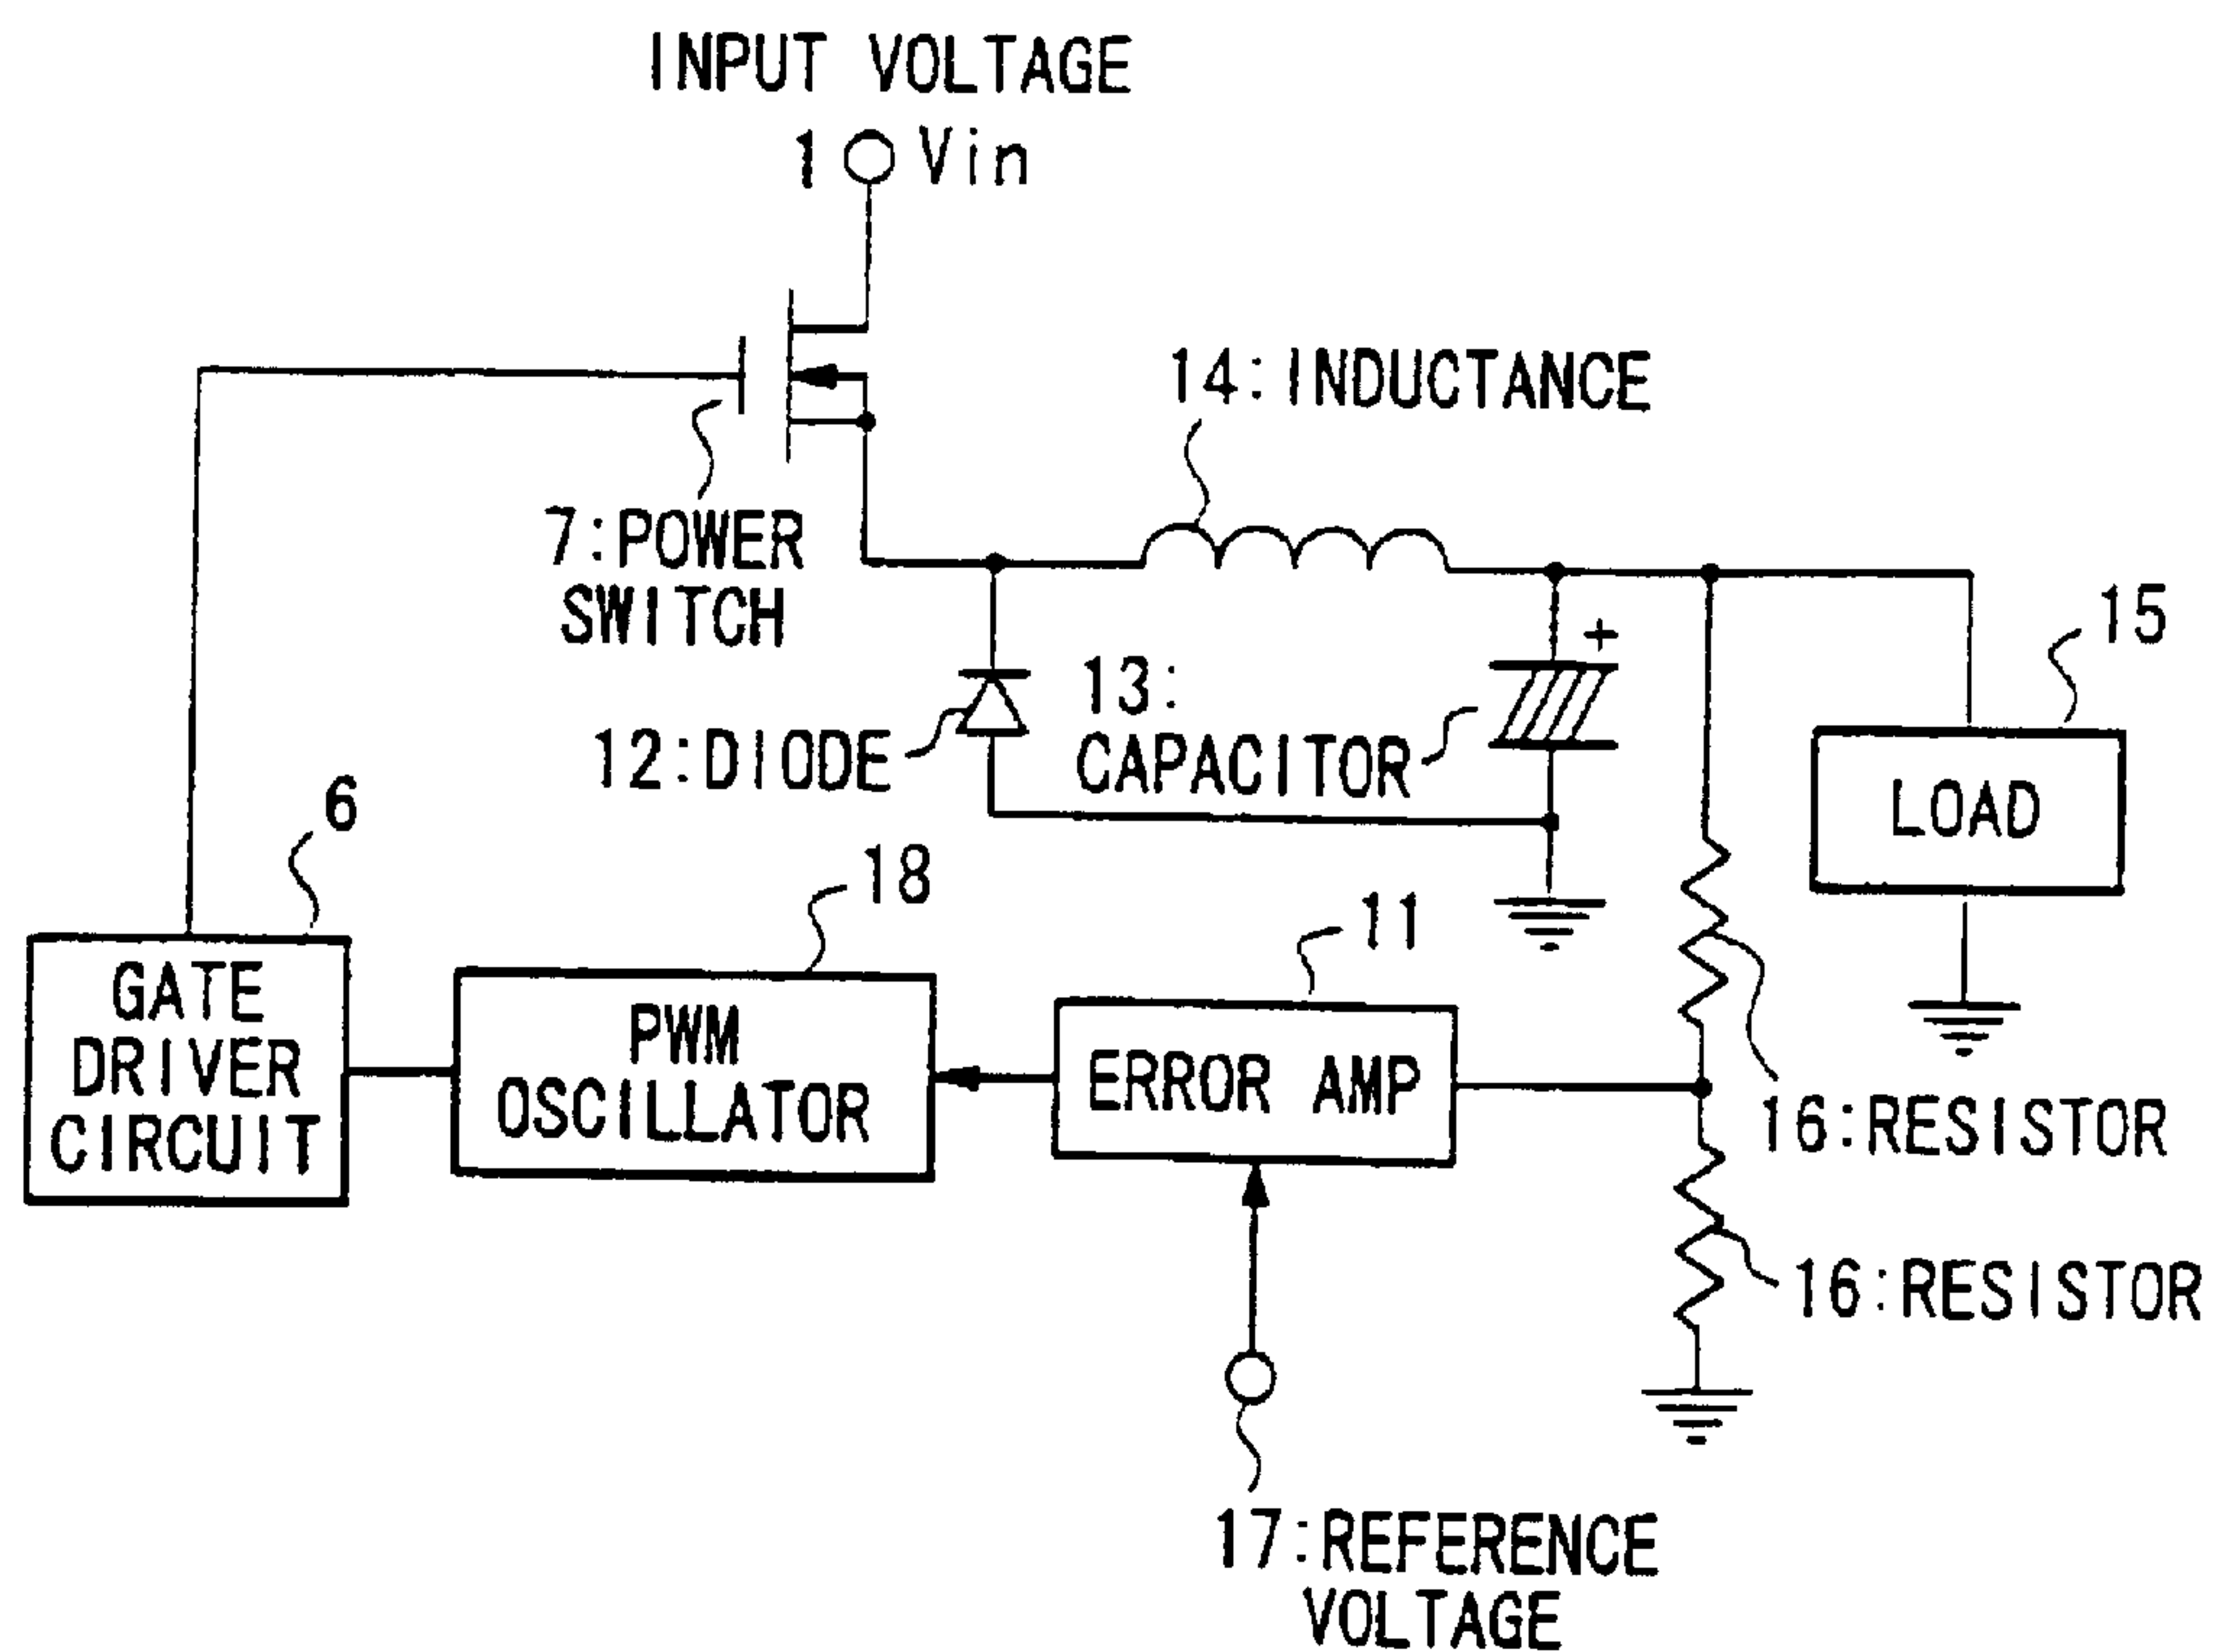 INPUT VOLTAGE
1 Vin
14:INDUCTANCE
7:POWER
SWITCH
15
13:
CAPACITOR
12:DIODE
LOAD
6
18
11
GATE
DRIVER
CIRCUIT
PWM
OSCILLATOR
ERROR AMP
16:RESISTOR
16:RESISTOR
17:REFERENCE
VOLTAGE
+